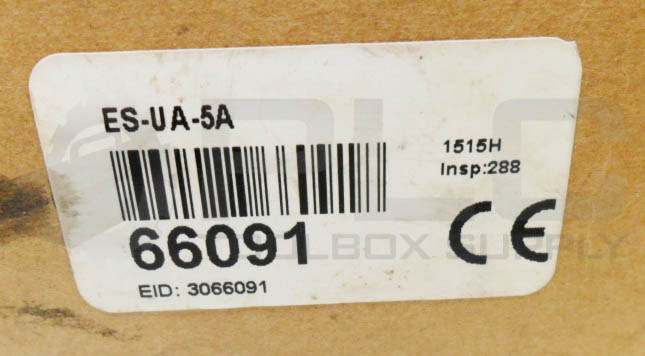 ES-UA-5A
1515H
Insp:288
66091
CE
EID: 3066091
PLC
TOOLBOX SUPPLY